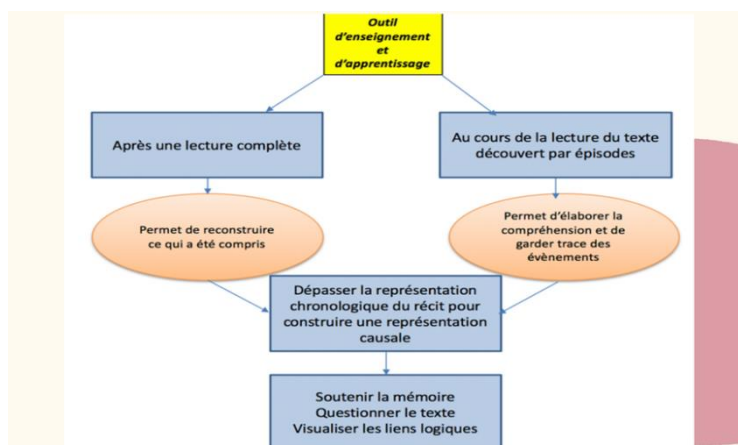 Outil
d'enseignement
et
d'apprentissage
Après une lecture complète
Au cours de la lecture du texte
découvert par épisodes
Permet de reconstruire
ce qui a été compris
Permet d'élaborer la
compréhension et de
garder trace des
évènements
Dépasser la représentation
chronologique du récit pour
construire une représentation
causale
Soutenir la mémoire
Questionner le texte
Visualiser les liens logiques